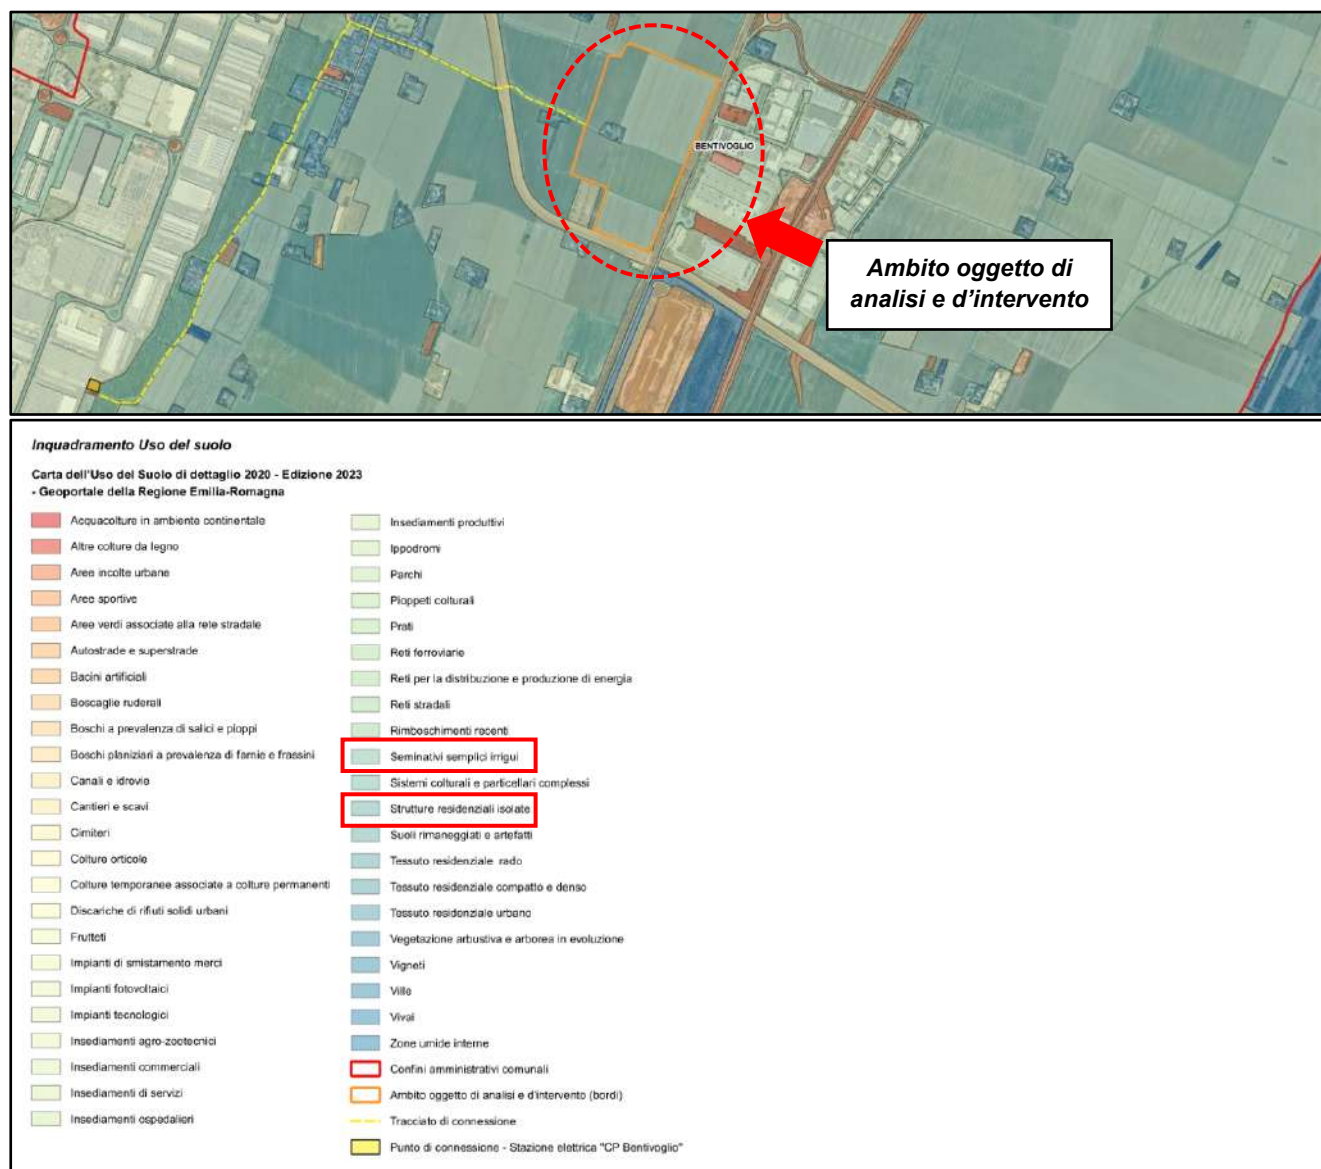 BENTIVOGLIO
Ambito oggetto di
analisi e d'intervento
Inquadramento Uso del suolo
Carta dell'Uso del Suolo di dettaglio 2020 - Edizione 2023
- Geoportale della Regione Emilia-Romagna
Acquacolture in ambiente continentale
Altre colture da legno
Aree incolte urbane
Aree sportive
Aree verdi associate alla rete stradale
Autostrade e superstrade
Bacini artificiali
Boscaglie ruderali
Boschi a prevalenza di salici e pioppi
Boschi planiziari a prevalenza di farnie e frassini
Canali e idrovie
Cantieri e scavi
Cimiteri
Colture orticole
Colture temporanee associate a colture permanenti
Discariche di rifiuti solidi urbani
Frutteti
Impianti di smistamento merci
Impianti fotovoltaici
Impianti tecnologici
Insediamenti agro-zootecnici
Insediamenti commerciali
Insediamenti di servizi
Insediamenti ospedalieri
Insediamenti produttivi
Ippodromi
Parchi
Pioppeti colturali
Prati
Reti ferroviarie
Reti per la distribuzione e produzione di energia
Reti stradali
Rimboschimenti recenti
Seminativi semplici irrigui
Sistemi colturali e particellari complessi
Strutture residenziali isolate
Suoli rimaneggiati e artefatti
Tessuto residenziale rado
Tessuto residenziale compatto e denso
Tessuto residenziale urbano
Vegetazione arbustiva e arborea in evoluzione
Vigneti
Ville
Vivai
Zone umide interne
Confini amministrativi comunali
Ambito oggetto di analisi e d'intervento (bordi)
Tracciato di connessione
Punto di connessione - Stazione elettrica "CP Bentivoglio"